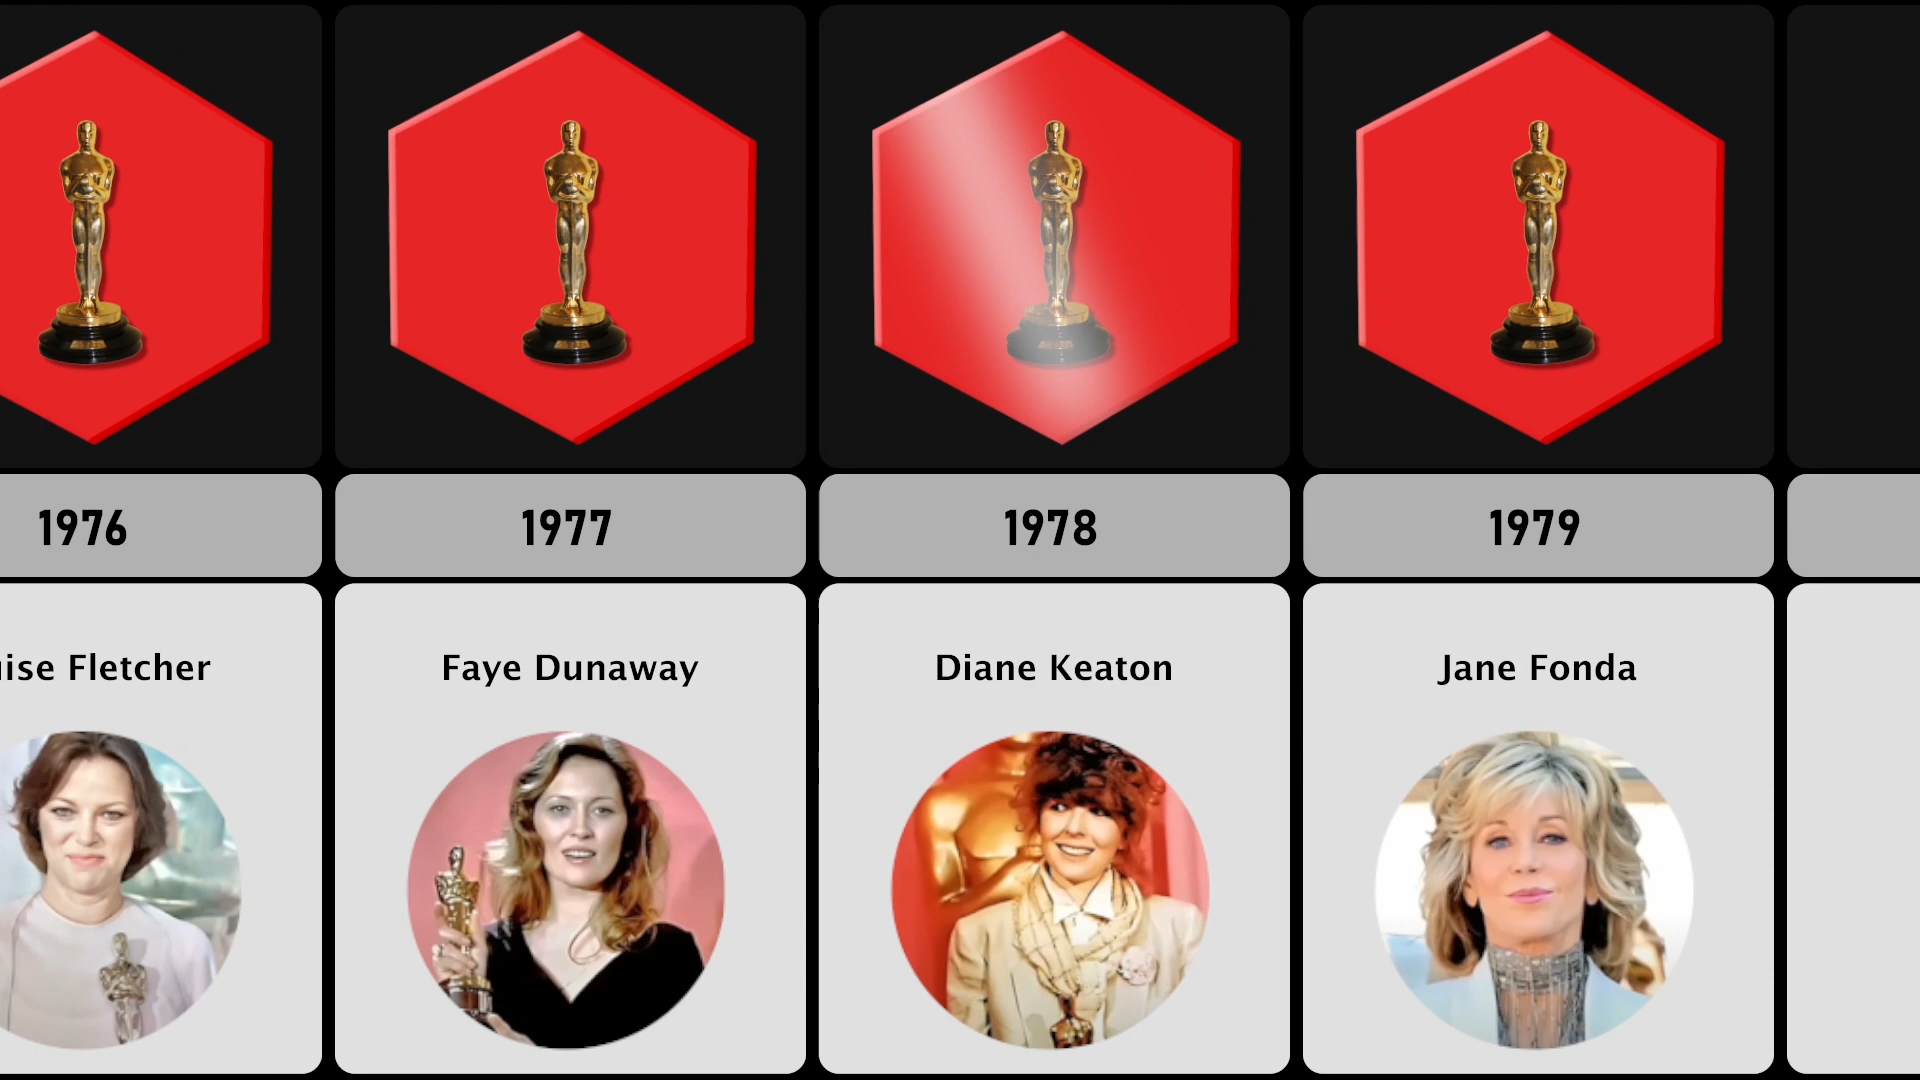 1976
1977
1978
1979
ise Fletcher
Faye Dunaway
Diane Keaton
Jane Fonda